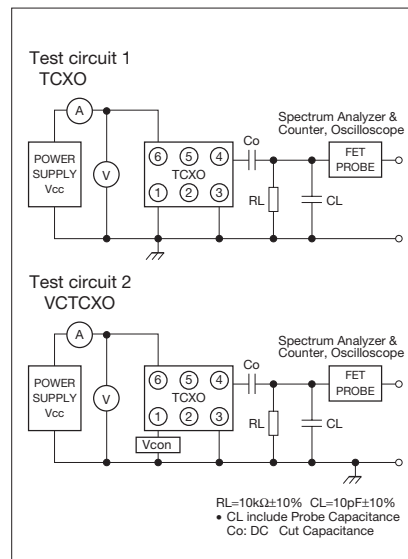 Test circuit 1
TCXO
A
Spectrum Analyzer &
Counter, Oscilloscope
Co
FET
PROBE
POWER
SUPPLY
Vcc
V
6 5 4
TCXO
1 2 3
RL
CL
Test circuit 2
VCTCXO
A
Spectrum Analyzer &
Counter, Oscilloscope
Co
FET
PROBE
POWER
SUPPLY
Vcc
V
6 5 4
TCXO
1 2 3
Vcon
RL
CL
RL=10kΩ±10% CL=10pF±10%
• CL include Probe Capacitance
Co: DC Cut Capacitance